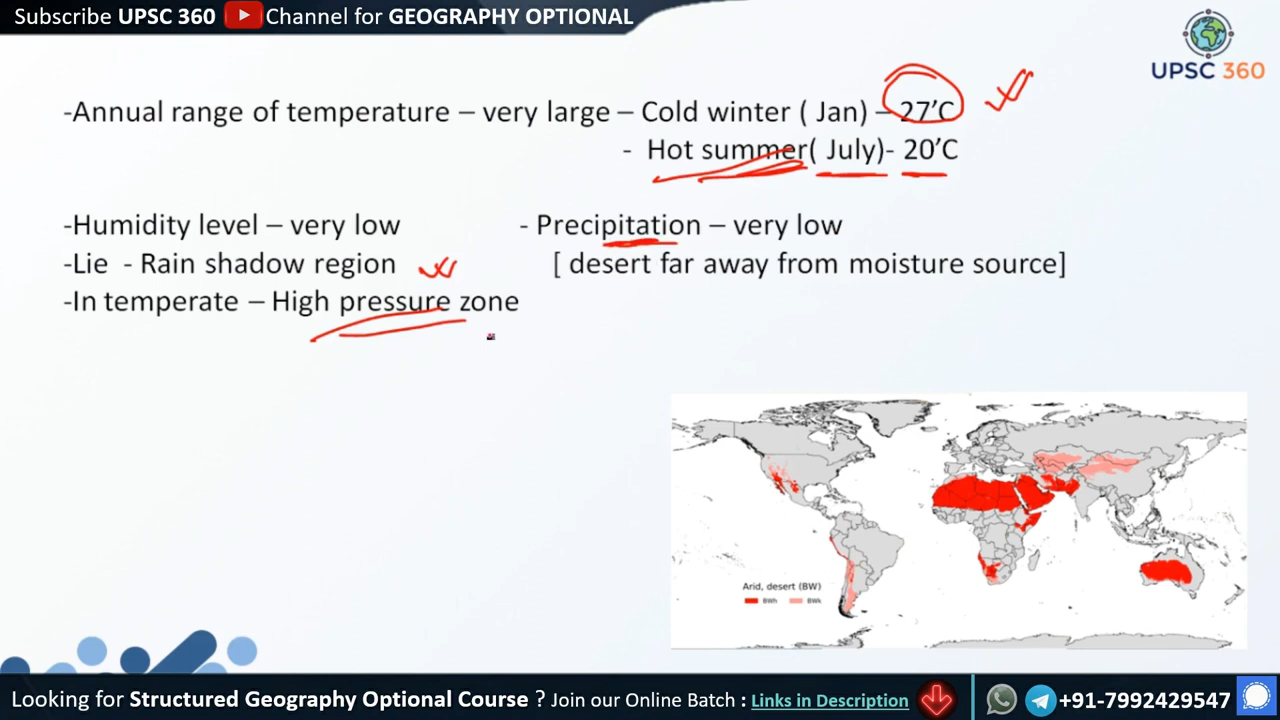 Subscribe UPSC 360 Channel for GEOGRAPHY OPTIONAL
UPSC 360
-Annual range of temperature – very large – Cold winter ( Jan) – 27’C
- Hot summer( July)- 20’C
-Humidity level – very low - Precipitation – very low
-Lie - Rain shadow region [ desert far away from moisture source]
-In temperate – High pressure zone
Arid, desert (BW)
BWh BWk
Looking for Structured Geography Optional Course ? Join our Online Batch : Links in Description +91-7992429547